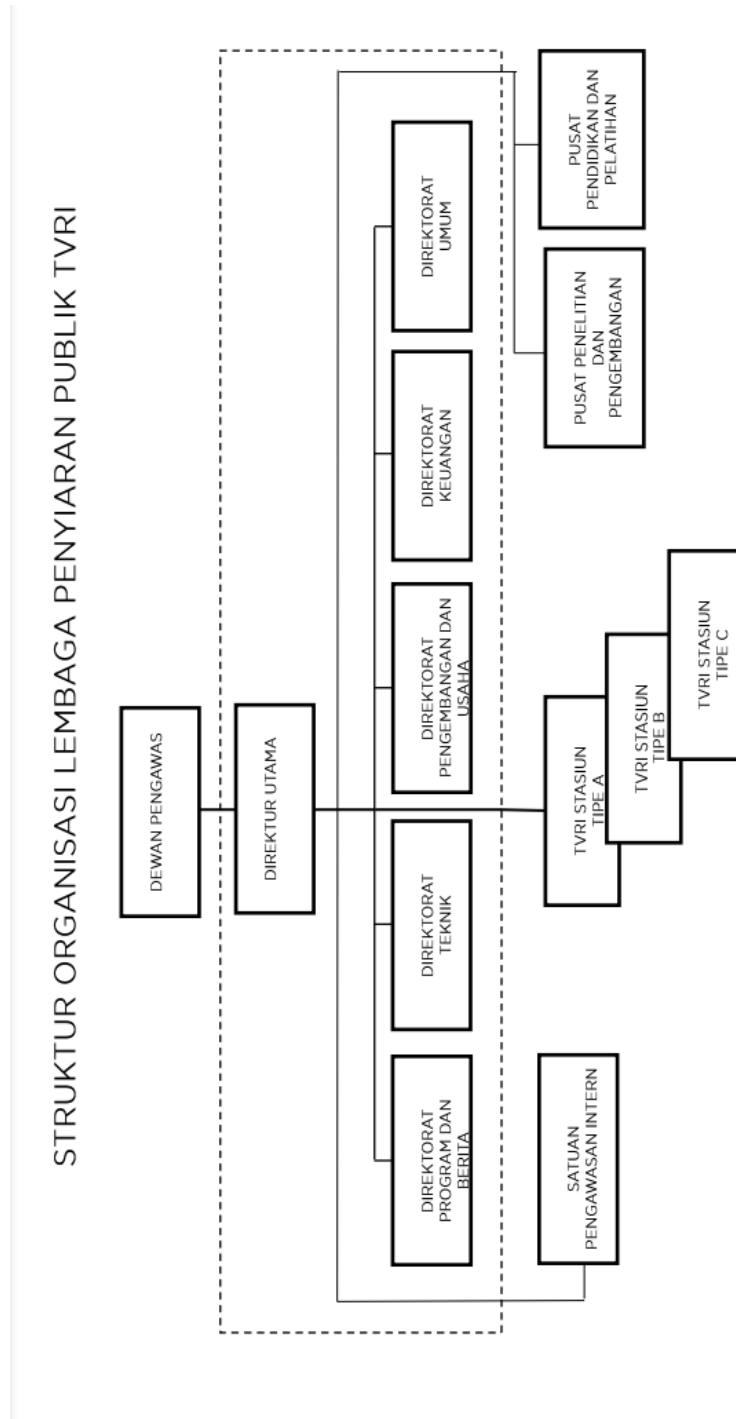 STRUKTUR ORGANISASI LEMBAGA PENYIARAN PUBLIK TVRI
DEWAN PENGAWAS
DIREKTUR UTAMA
DIREKTORAT
PROGRAM DAN
BERITA
DIREKTORAT
TEKNIK
DIREKTORAT
PENGEMBANGAN DAN
USAHA
DIREKTORAT
KEUANGAN
DIREKTORAT
UMUM
SATUAN
PENGAWASAN INTERN
TVRI STASIUN
TIPE A
TVRI STASIUN
TIPE B
TVRI STASIUN
TIPE C
PUSAT PENELITIAN
DAN
PENGEMBANGAN
PUSAT
PENDIDIKAN DAN
PELATIHAN